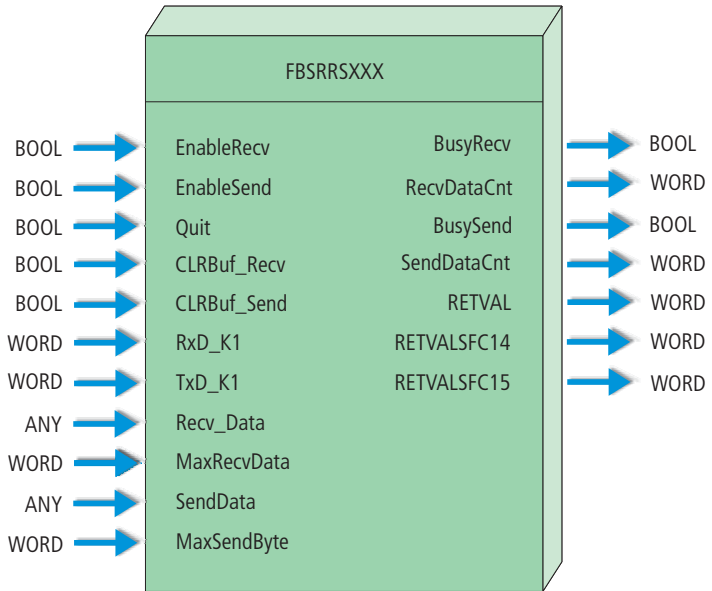 FBSRRSXXX
BOOL EnableRecv BusyRecv BOOL
BOOL EnableSend RecvDataCnt WORD
BOOL Quit BusySend BOOL
BOOL CLRBuf_Recv SendDataCnt WORD
BOOL CLRBuf_Send RETVAL WORD
WORD RxD_K1 RETVALSFC14 WORD
WORD TxD_K1 RETVALSFC15 WORD
ANY Recv_Data
WORD MaxRecvData
ANY SendData
WORD MaxSendByte